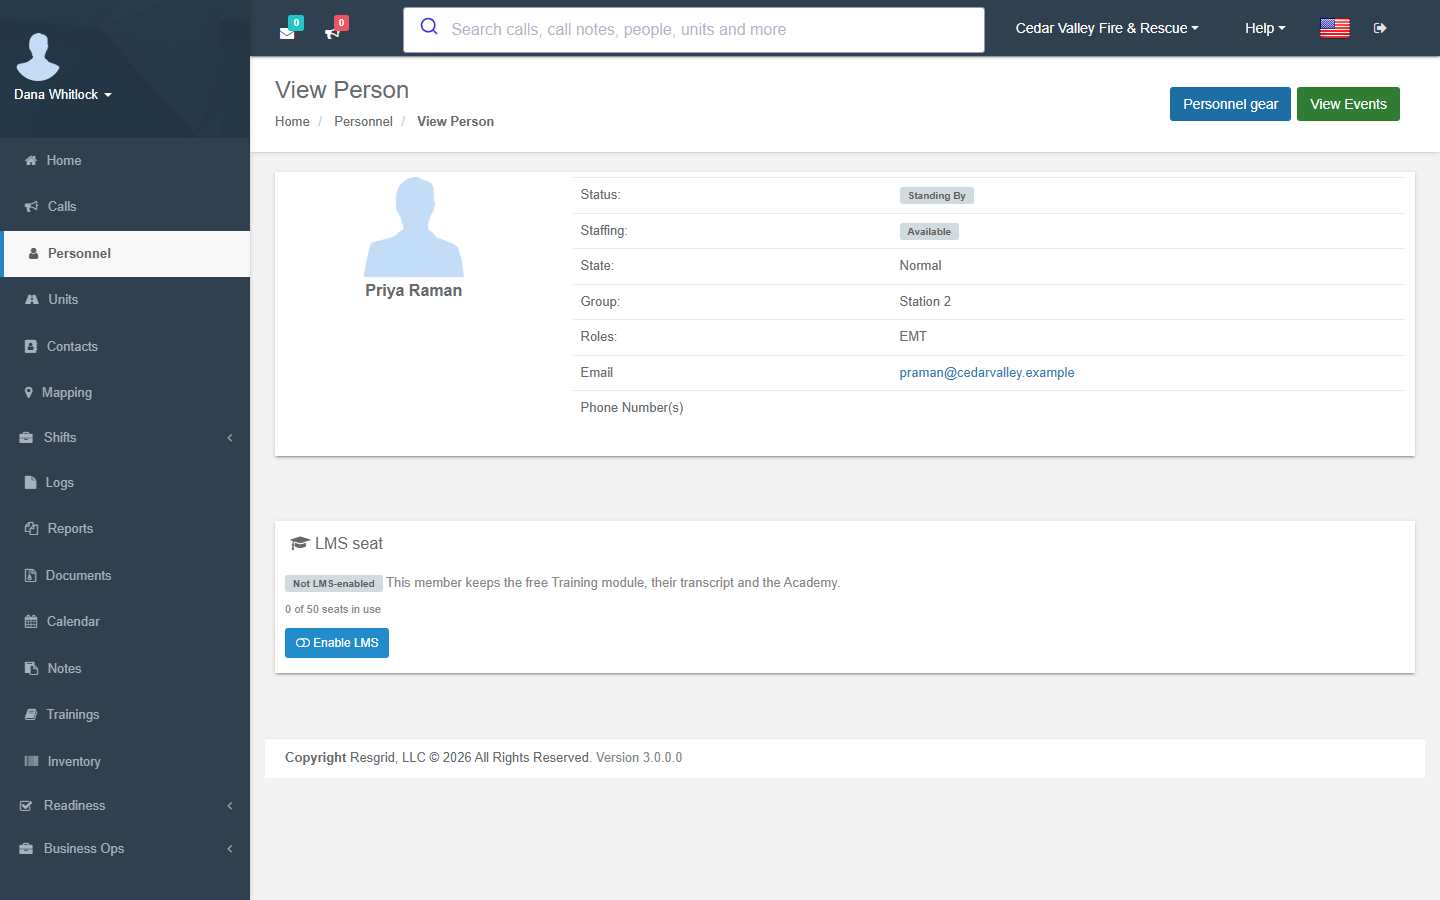 0
0
Search calls, call notes, people, units and more
Cedar Valley Fire & Rescue
Help
Dana Whitlock
Home
Calls
Personnel
Units
Contacts
Mapping
Shifts
Logs
Reports
Documents
Calendar
Notes
Trainings
Inventory
Readiness
Business Ops
View Person
Home / Personnel / View Person
Personnel gear
View Events
Priya Raman
Status: Standing By
Staffing: Available
State: Normal
Group: Station 2
Roles: EMT
Email praman@cedarvalley.example
Phone Number(s)
LMS seat
Not LMS-enabled This member keeps the free Training module, their transcript and the Academy.
0 of 50 seats in use
Enable LMS
Copyright Resgrid, LLC © 2026 All Rights Reserved. Version 3.0.0.0